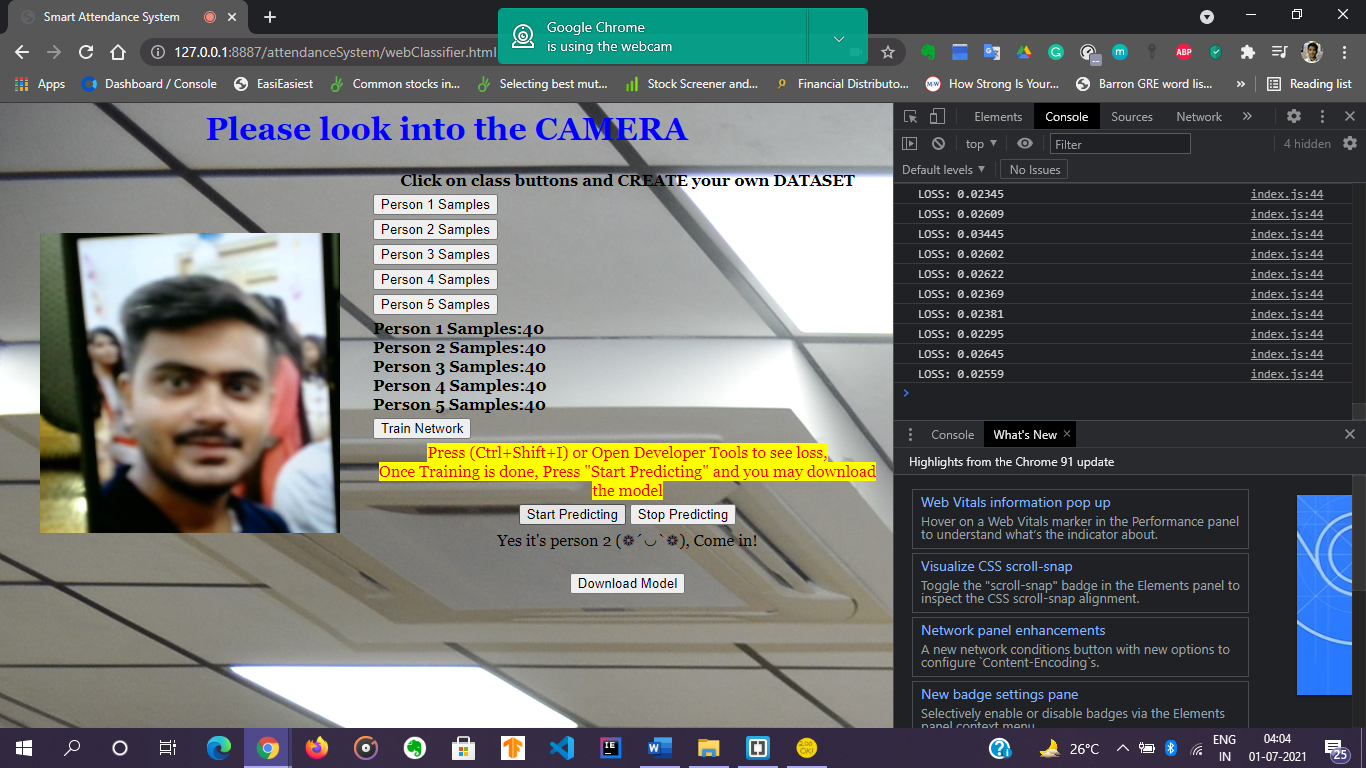 Smart Attendance System
Google Chrome
is using the webcam
127.0.0.1:8887/attendanceSystem/webClassifier.html
ABP
Apps
Dashboard / Console
EasiEasiest
Common stocks in...
Selecting best mut...
Stock Screener and...
Financial Distributo...
How Strong Is Your...
Barron GRE word lis...
»
Reading list
Please look into the CAMERA
Click on class buttons and CREATE your own DATASET
Person 1 Samples
Person 2 Samples
Person 3 Samples
Person 4 Samples
Person 5 Samples
Person 1 Samples:40
Person 2 Samples:40
Person 3 Samples:40
Person 4 Samples:40
Person 5 Samples:40
Train Network
Press (Ctrl+Shift+I) or Open Developer Tools to see loss,
Once Training is done, Press "Start Predicting" and you may download
the model
Start Predicting Stop Predicting
Yes it's person 2 (❁´◡`❁), Come in!
Download Model
Elements Console Sources Network »
top ▼ Filter 4 hidden
Default levels ▼ No Issues
LOSS: 0.02345 index.js:44
LOSS: 0.02609 index.js:44
LOSS: 0.03445 index.js:44
LOSS: 0.02602 index.js:44
LOSS: 0.02622 index.js:44
LOSS: 0.02369 index.js:44
LOSS: 0.02381 index.js:44
LOSS: 0.02295 index.js:44
LOSS: 0.02645 index.js:44
LOSS: 0.02559 index.js:44
Console What's New
Highlights from the Chrome 91 update
Web Vitals information pop up
Hover on a Web Vitals marker in the Performance panel
to understand what's the indicator about.
Visualize CSS scroll-snap
Toggle the "scroll-snap" badge in the Elements panel to
inspect the CSS scroll-snap alignment.
Network panel enhancements
A new network conditions button with new options to
configure `Content-Encoding`s.
New badge settings pane
Selectively enable or disable badges via the Elements
panel context menu.
26°C
ENG
IN
04:04
01-07-2021
25